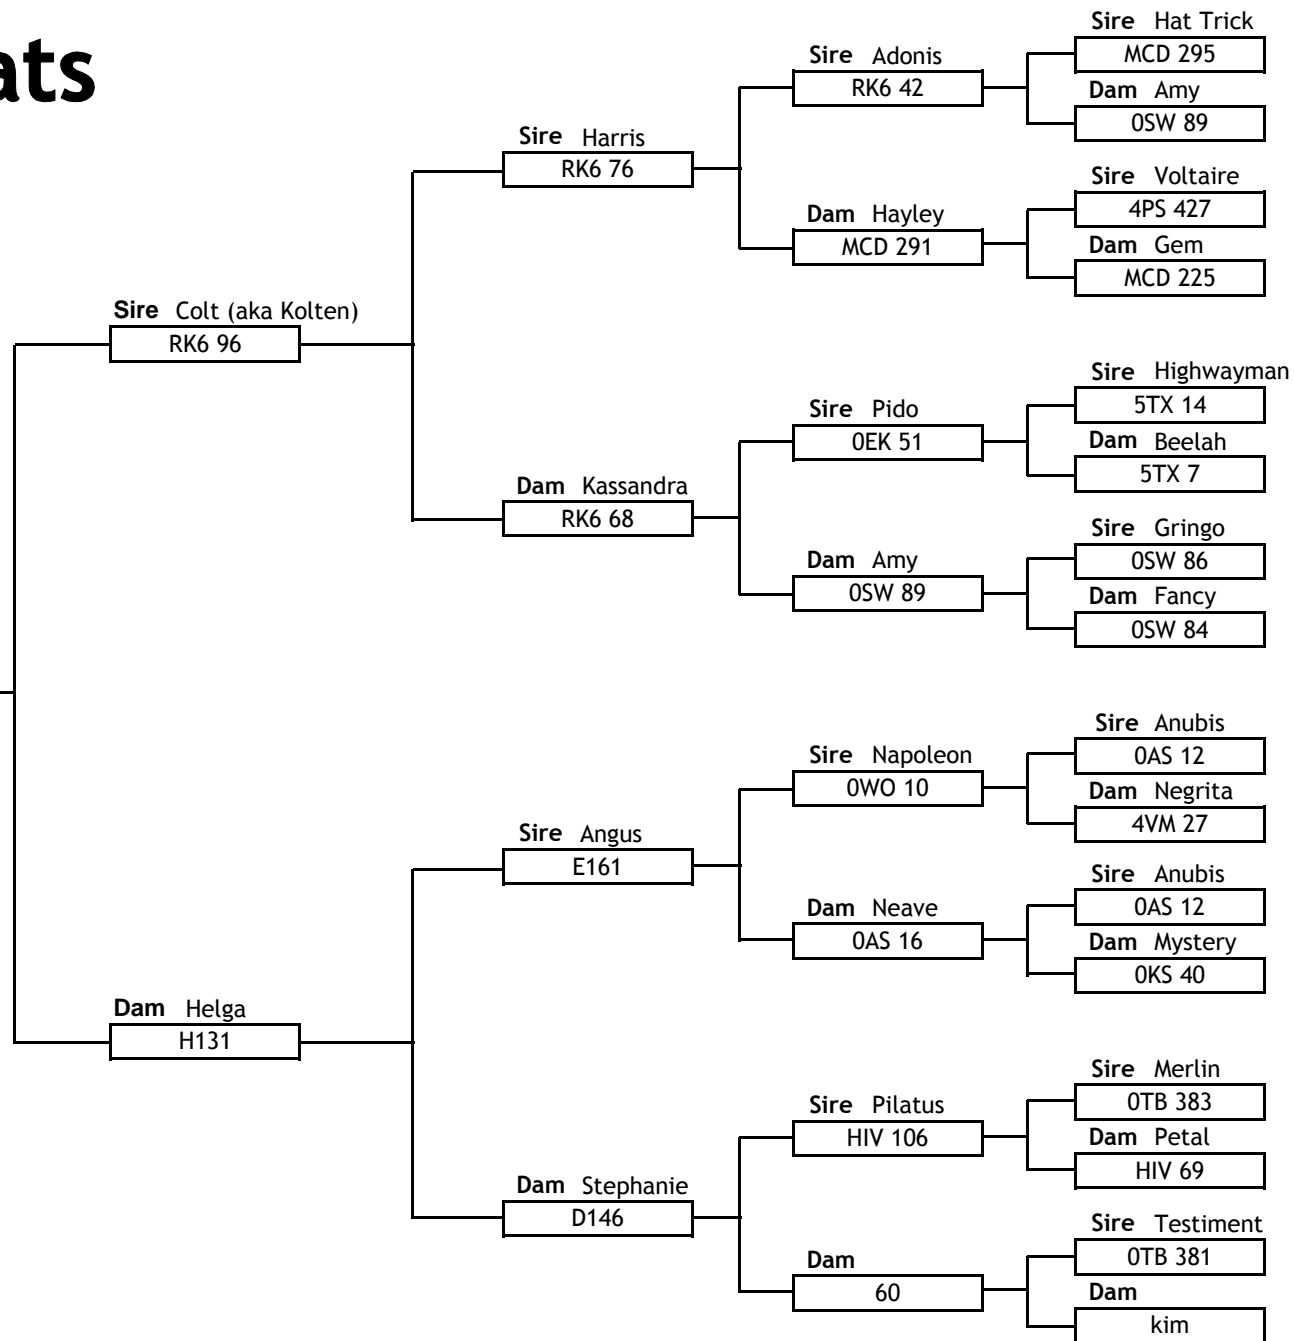 ats
Sire Hat Trick
MCD 295
Sire Adonis
RK6 42
Dam Amy
0SW 89
Sire Harris
RK6 76
Sire Voltaire
4PS 427
Dam Hayley
MCD 291
Dam Gem
MCD 225
Sire Colt (aka Kolten)
RK6 96
Sire Highwayman
5TX 14
Sire Pido
0EK 51
Dam Beelah
5TX 7
Dam Kassandra
RK6 68
Sire Gringo
0SW 86
Dam Amy
0SW 89
Dam Fancy
0SW 84
Sire Anubis
0AS 12
Sire Napoleon
0WO 10
Dam Negrita
4VM 27
Sire Angus
E161
Sire Anubis
0AS 12
Dam Neave
0AS 16
Dam Mystery
0KS 40
Dam Helga
H131
Sire Merlin
0TB 383
Sire Pilatus
HIV 106
Dam Petal
HIV 69
Dam Stephanie
D146
Sire Testiment
0TB 381
Dam
60
Dam
kim